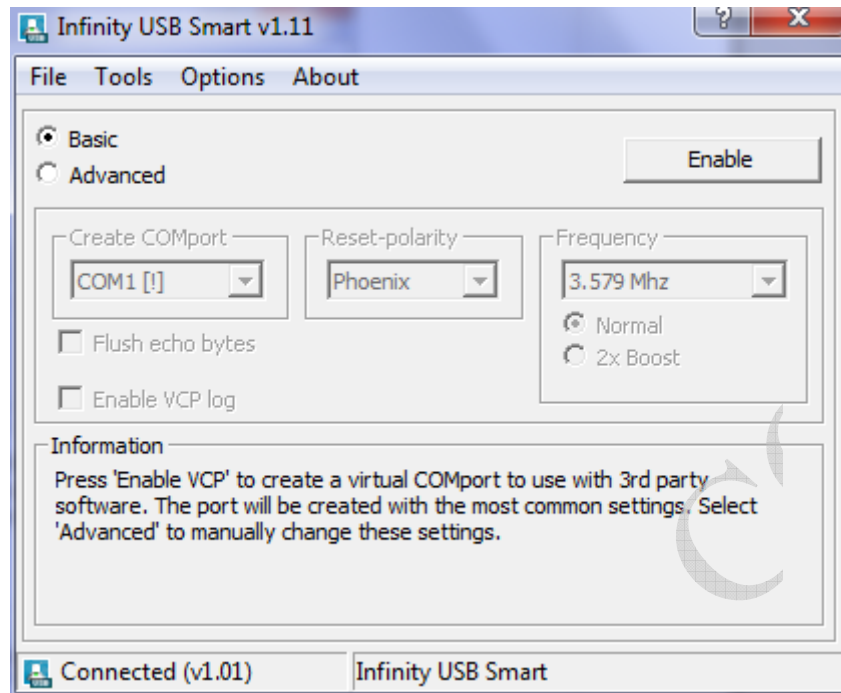 Infinity USB Smart v1.11
File Tools Options About
Basic
Enable
Advanced
Create COMport
Reset-polarity
Frequency
COM1 [!]
Phoenix
3.579 Mhz
Normal
Flush echo bytes
2x Boost
Enable VCP log
Information
Press 'Enable VCP' to create a virtual COMport to use with 3rd party
software. The port will be created with the most common settings. Select
'Advanced' to manually change these settings.
Connected (v1.01)
Infinity USB Smart